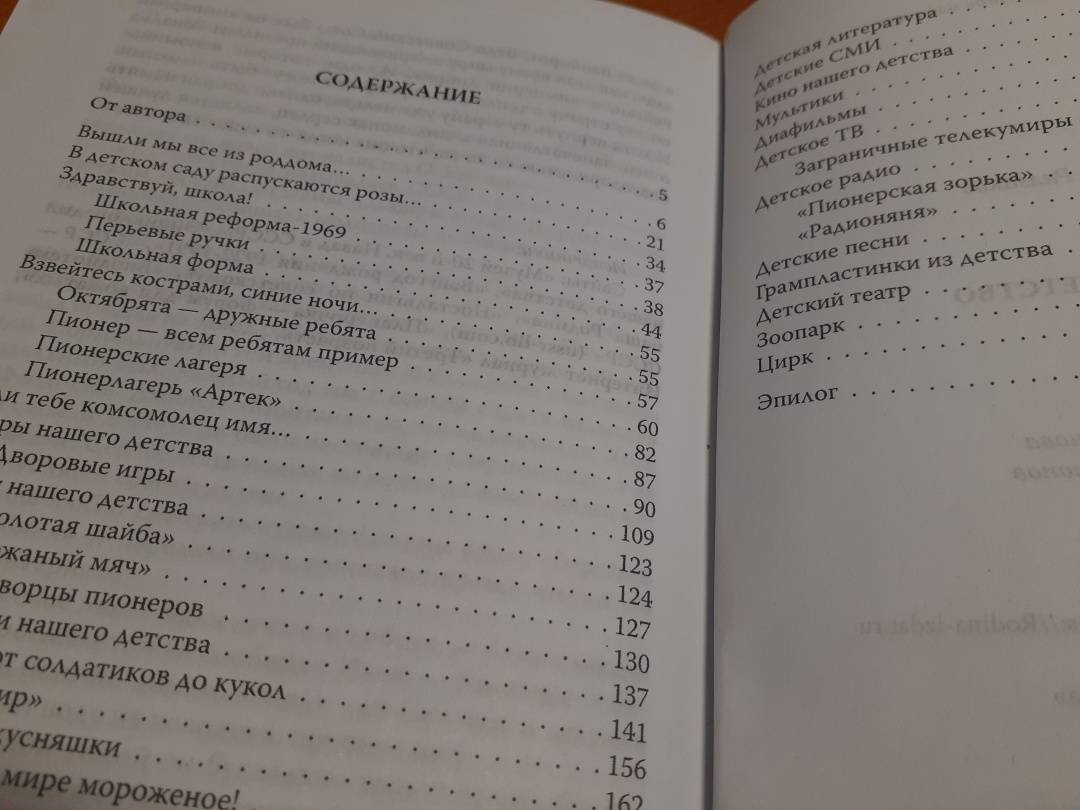 СОДЕРЖАНИЕ
От автора . . . 5
Вышли мы все из роддома... . . . 6
В детском саду распускаются розы... . . . 21
Здравствуй, школа! . . . 34
Школьная реформа-1969 . . . 37
Перьевые ручки . . . 38
Школьная форма . . . 44
Взвейтесь кострами, синие ночи... . . . 55
Октябрята — дружные ребята . . . 55
Пионер — всем ребятам пример . . . 57
Пионерские лагеря . . . 60
Пионерлагерь «Артек» . . . 82
ли тебе комсомолец имя... . . . 87
ры нашего детства . . . 90
Дворовые игры . . . 109
нашего детства . . . 123
олотая шайба» . . . 124
жаный мяч» . . . 127
ворцы пионеров . . . 130
и нашего детства . . . 137
от солдатиков до кукол . . . 141
ир» . . . 156
кусняшки . . . 162
мире мороженое! . . .
Детская литература . . .
Детские СМИ . . .
Кино нашего детства . . .
Мультики . . .
Диафильмы . . .
Детское ТВ . . .
Заграничные телекумиры
Детское радио . . .
«Пионерская зорька» . . .
«Радионяня» . . .
Детские песни . . .
Грампластинки из детства . . .
Детский театр . . .
Зоопарк . . .
Цирк . . .
Эпилог . . .